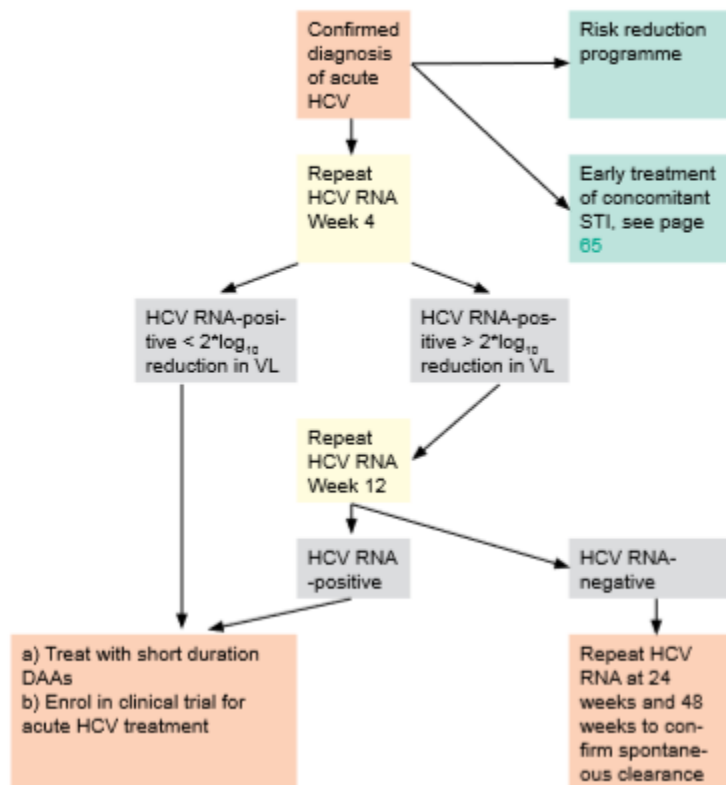 Confirmed
diagnosis
of acute
HCV
Risk reduction
programme
Repeat
HCV RNA
Week 4
Early treatment
of concomitant
STI, see page
65
HCV RNA-posi-
tive < 2*log₁₀
reduction in VL
HCV RNA-pos-
itive > 2*log₁₀
reduction in VL
Repeat
HCV RNA
Week 12
HCV RNA
-positive
HCV RNA-
negative
a) Treat with short duration
DAAs
b) Enrol in clinical trial for
acute HCV treatment
Repeat HCV
RNA at 24
weeks and 48
weeks to con-
firm spontane-
ous clearance